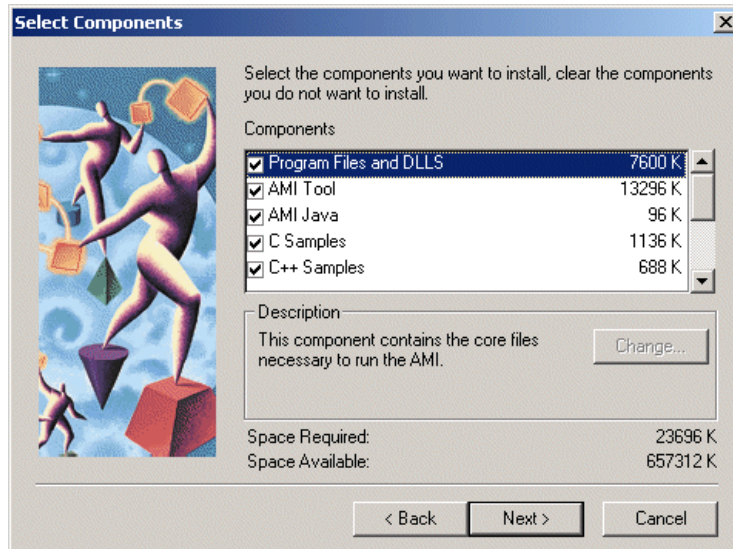 Select Components
Select the components you want to install, clear the components
you do not want to install.
Components
Program Files and DLLS 7600 K
AMI Tool 13296 K
AMI Java 96 K
C Samples 1136 K
C++ Samples 688 K
Description
This component contains the core files
necessary to run the AMI.
Change...
Space Required: 23696 K
Space Available: 657312 K
< Back Next > Cancel